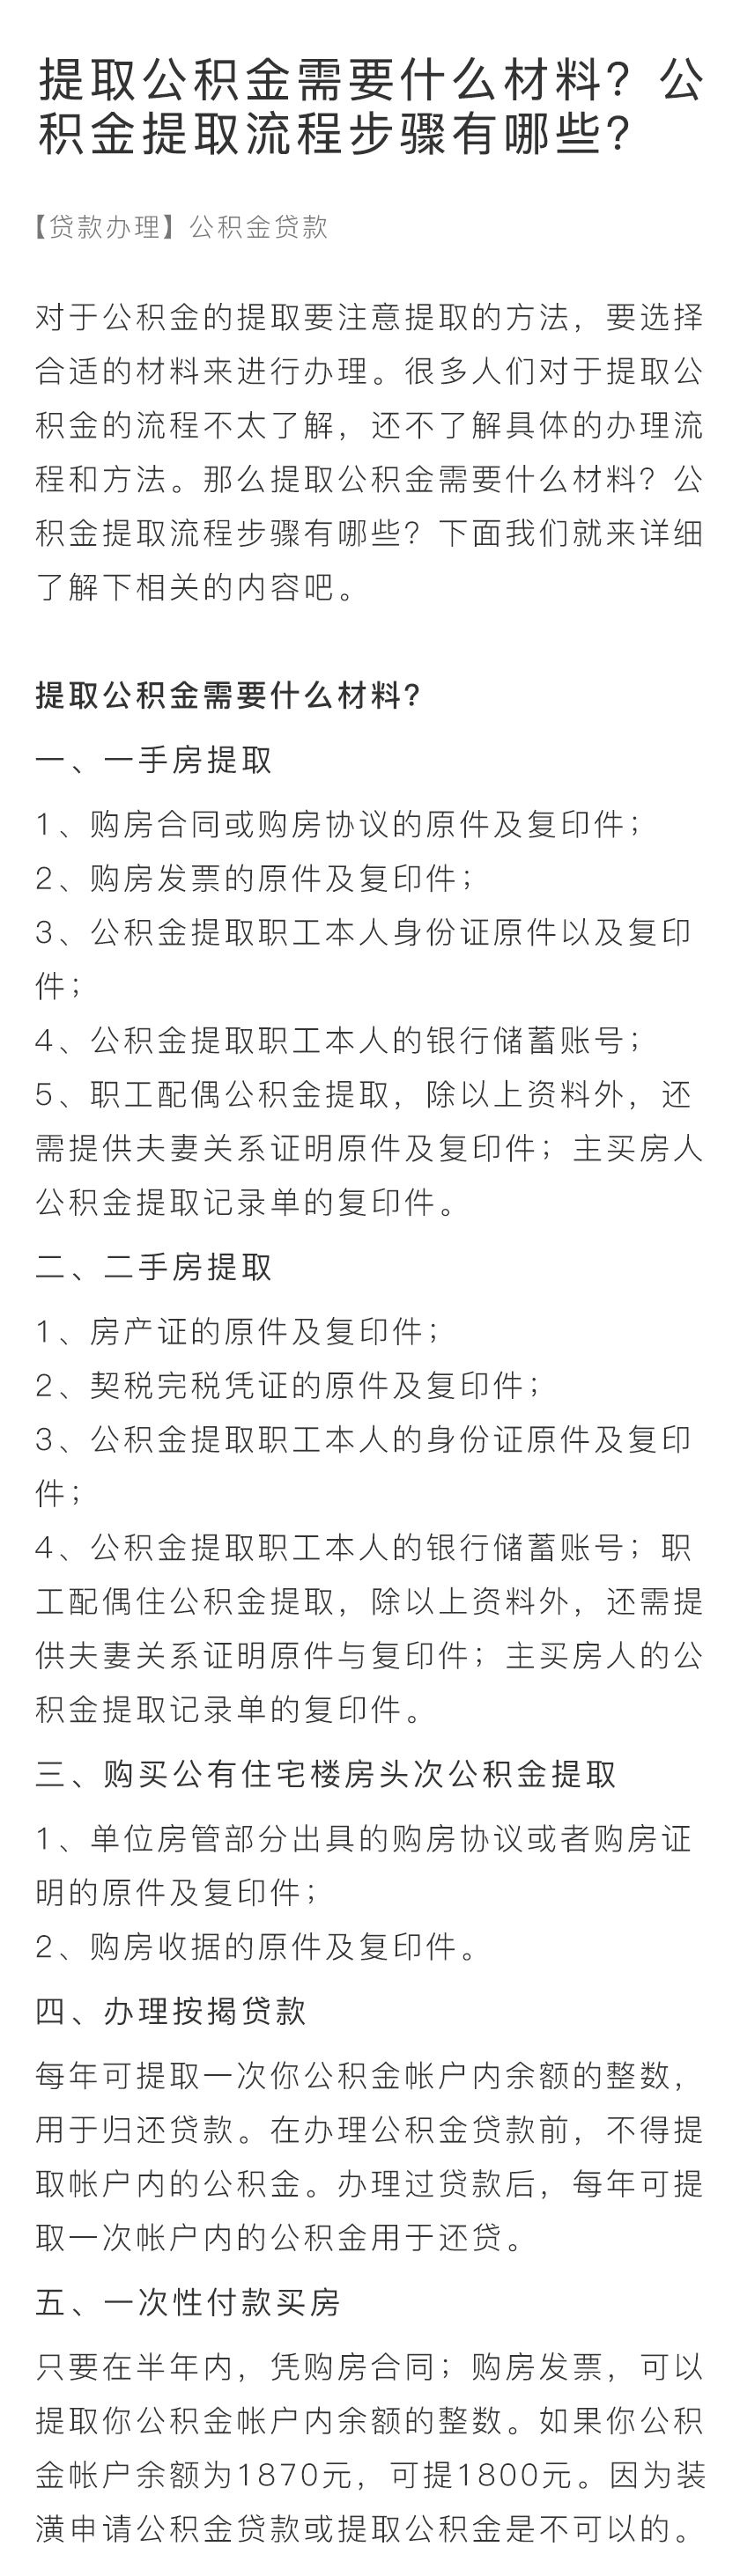 提取公积金需要什么材料？公
积金提取流程步骤有哪些？
【贷款办理】公积金贷款
对于公积金的提取要注意提取的方法，要选择
合适的材料来进行办理。很多人们对于提取公
积金的流程不太了解，还不了解具体的办理流
程和方法。那么提取公积金需要什么材料？公
积金提取流程步骤有哪些？下面我们就来详细
了解下相关的内容吧。
提取公积金需要什么材料？
一、一手房提取
1、购房合同或购房协议的原件及复印件；
2、购房发票的原件及复印件；
3、公积金提取职工本人身份证原件以及复印
件；
4、公积金提取职工本人的银行储蓄账号；
5、职工配偶公积金提取，除以上资料外，还
需提供夫妻关系证明原件及复印件；主买房人
公积金提取记录单的复印件。
二、二手房提取
1、房产证的原件及复印件；
2、契税完税凭证的原件及复印件；
3、公积金提取职工本人的身份证原件及复印
件；
4、公积金提取职工本人的银行储蓄账号；职
工配偶住公积金提取，除以上资料外，还需提
供夫妻关系证明原件与复印件；主买房人的公
积金提取记录单的复印件。
三、购买公有住宅楼房头次公积金提取
1、单位房管部分出具的购房协议或者购房证
明的原件及复印件；
2、购房收据的原件及复印件。
四、办理按揭贷款
每年可提取一次你公积金帐户内余额的整数，
用于归还贷款。在办理公积金贷款前，不得提
取帐户内的公积金。办理过贷款后，每年可提
取一次帐户内的公积金用于还贷。
五、一次性付款买房
只要在半年内，凭购房合同；购房发票，可以
提取你公积金帐户内余额的整数。如果你公积
金帐户余额为1870元，可提1800元。因为装
潢申请公积金贷款或提取公积金是不可以的。